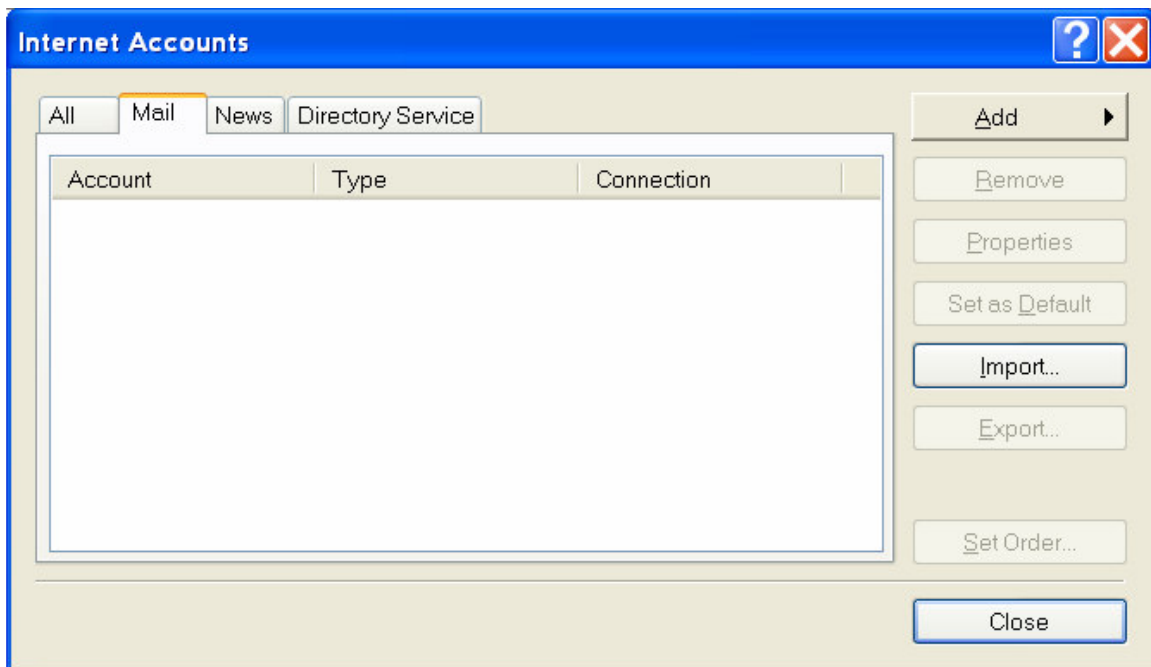 Internet Accounts
?
All Mail News Directory Service
Account Type Connection
Add
Remove
Properties
Set as Default
Import...
Export...
Set Order...
Close